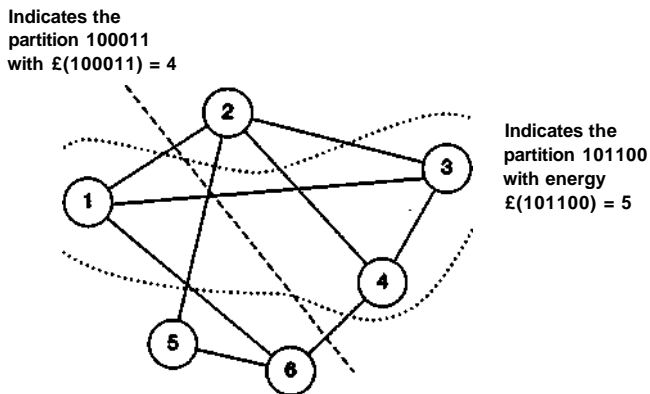 Indicates the
partition 100011
with £(100011) = 4
2
Indicates the
partition 101100
with energy
£(101100) = 5
3
1
4
5
6